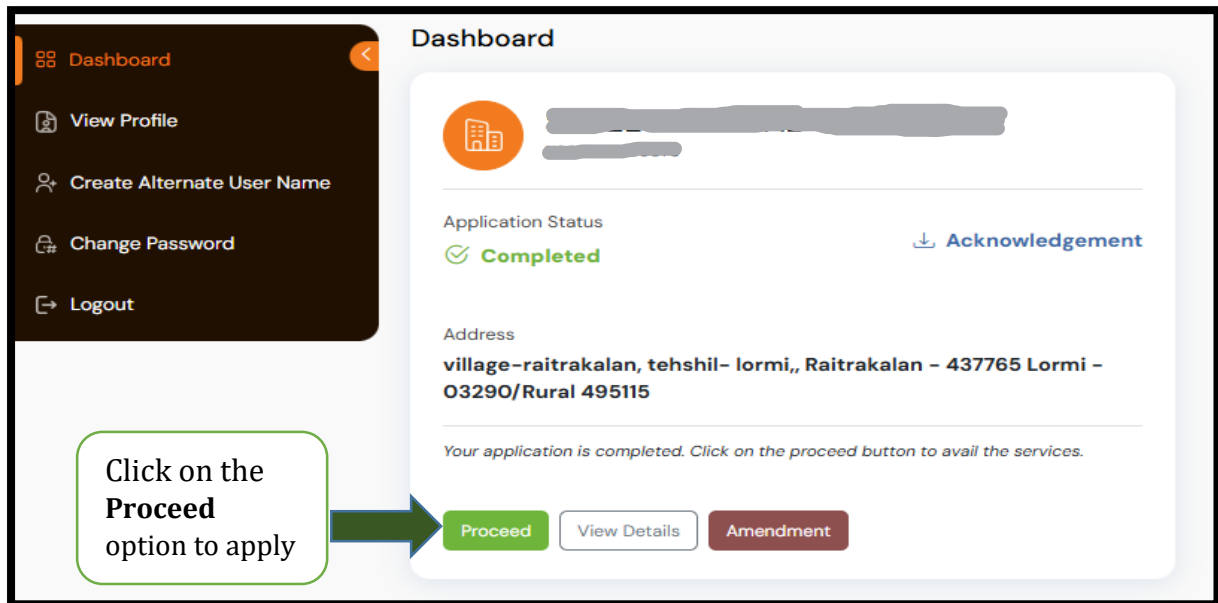 Dashboard
Dashboard
View Profile
Create Alternate User Name
Change Password
Logout
Application Status
Completed
Acknowledgement
Address
village-raitrakalan, tehshil- lormi,, Raitrakalan - 437765 Lormi -
03290/Rural 495115
Your application is completed. Click on the proceed button to avail the services.
Click on the
Proceed
option to apply
Proceed
View Details
Amendment